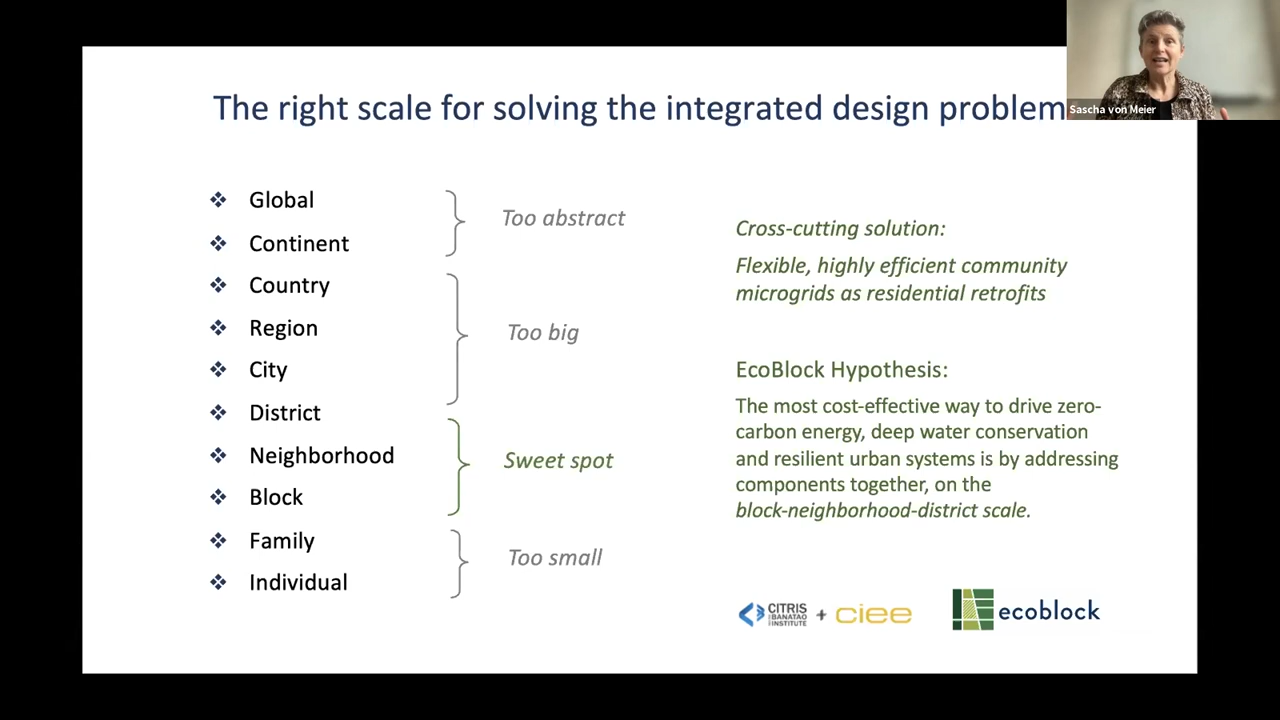 The right scale for solving the integrated design problem
Sascha von Meier
Global
Continent
Country
Region
City
District
Neighborhood
Block
Family
Individual
Too abstract
Too big
Sweet spot
Too small
Cross-cutting solution:
Flexible, highly efficient community
microgrids as residential retrofits
EcoBlock Hypothesis:
The most cost-effective way to drive zero-
carbon energy, deep water conservation
and resilient urban systems is by addressing
components together, on the
block-neighborhood-district scale.
CITRIS
BANATAO
INSTITUTE
+ ciee
ecoblock